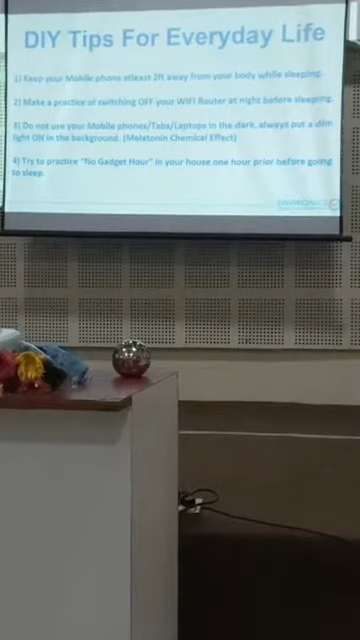 DIY Tips For Everyday Life
1) Keep your Mobile phone atleast 2ft away from your body while sleeping.
2) Make a practice of switching OFF your WIFI Router at night before sleeping.
3) Do not use your Mobile phones/Tabs/Laptops in the dark, always put a dim
light ON in the background. (Melatonin Chemical Effect)
4) Try to practice "No Gadget Hour" in your house one hour prior before going
to sleep.
ENVIRONICS